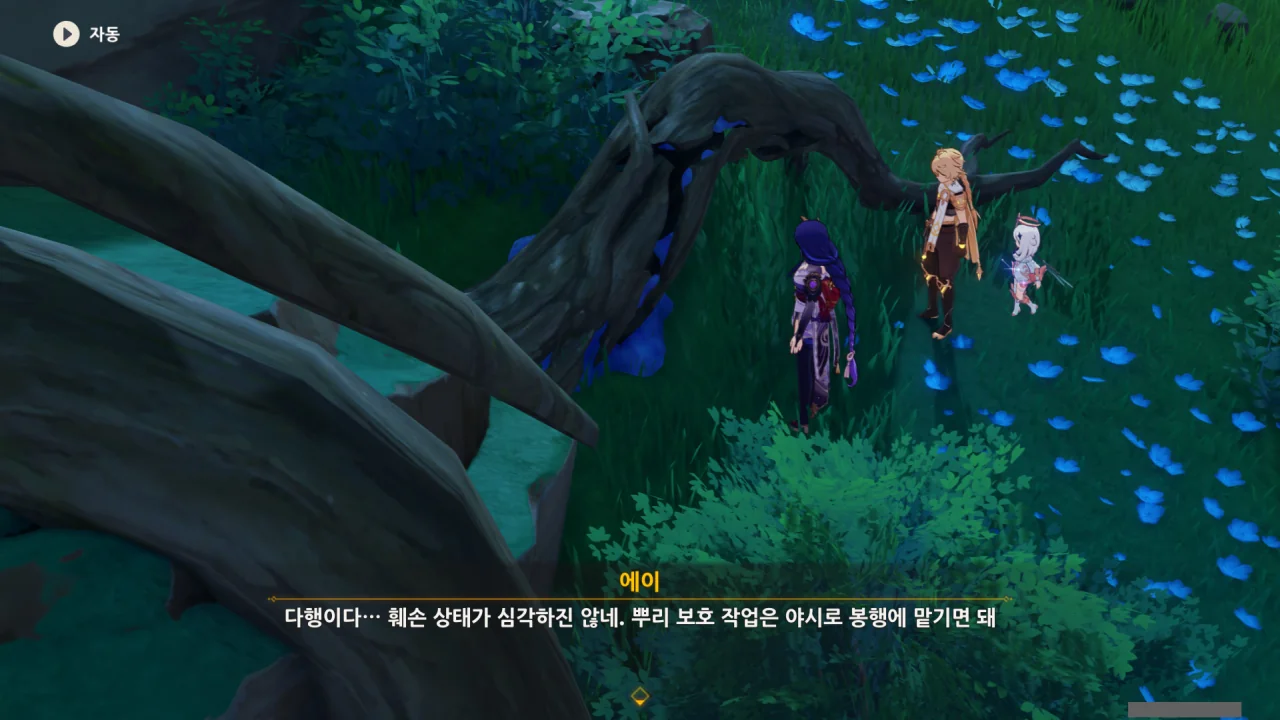 자동
에이
다행이다… 훼손 상태가 심각하진 않네. 뿌리 보호 작업은 야시로 봉행에 맡기면 돼